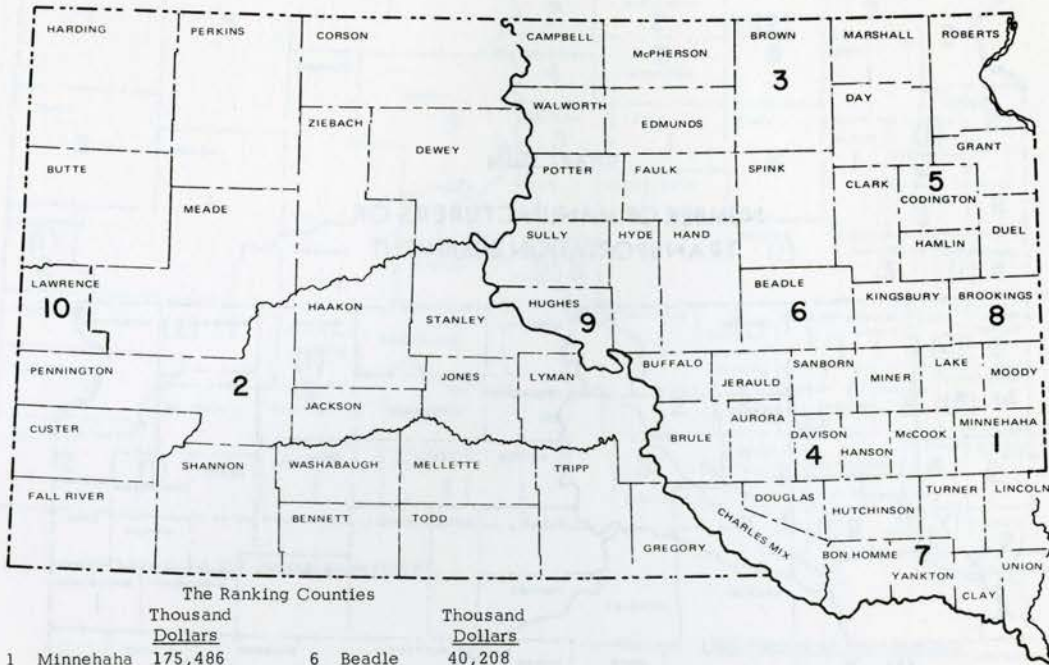 HARDING PERKINS CORSON CAMPBELL McPHERSON BROWN MARSHALL ROBERTS
3
WALWORTH DAY
ZIEBACH EDMUNDS
DEWEY GRANT
BUTTE POTTER FAULK SPINK
CLARK 5
CODINGTON
MEADE
SULLY HYDE HAND DUEL
HAMLIN
LAWRENCE BEADLE
10 HAAKON HUGHES KINGSBURY BROOKINGS
STANLEY 9 6 8
PENNINGTON BUFFALO SANBORN LAKE
2 JONES LYMAN JERAULD MINER MOODY
JACKSON
CUSTER AURORA MINNEHAHA
BRULE DAVISON McCOOK 1
4 HANSON
SHANNON WASHABAUGH MELLETTE TRIPP
FALL RIVER TURNER LINCOLN
DOUGLAS
HUTCHINSON
BENNETT TODD CHARLES MIX
GREGORY BON HOMME 7 UNION
YANKTON
CLAY
The Ranking Counties
Thousand Thousand
Dollars Dollars
1 Minnehaha 175,486 6 Beadle 40,208